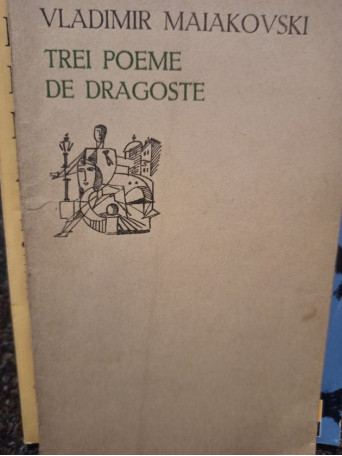 VLADIMIR MAIAKOVSKI
TREI POEME
DE DRAGOSTE